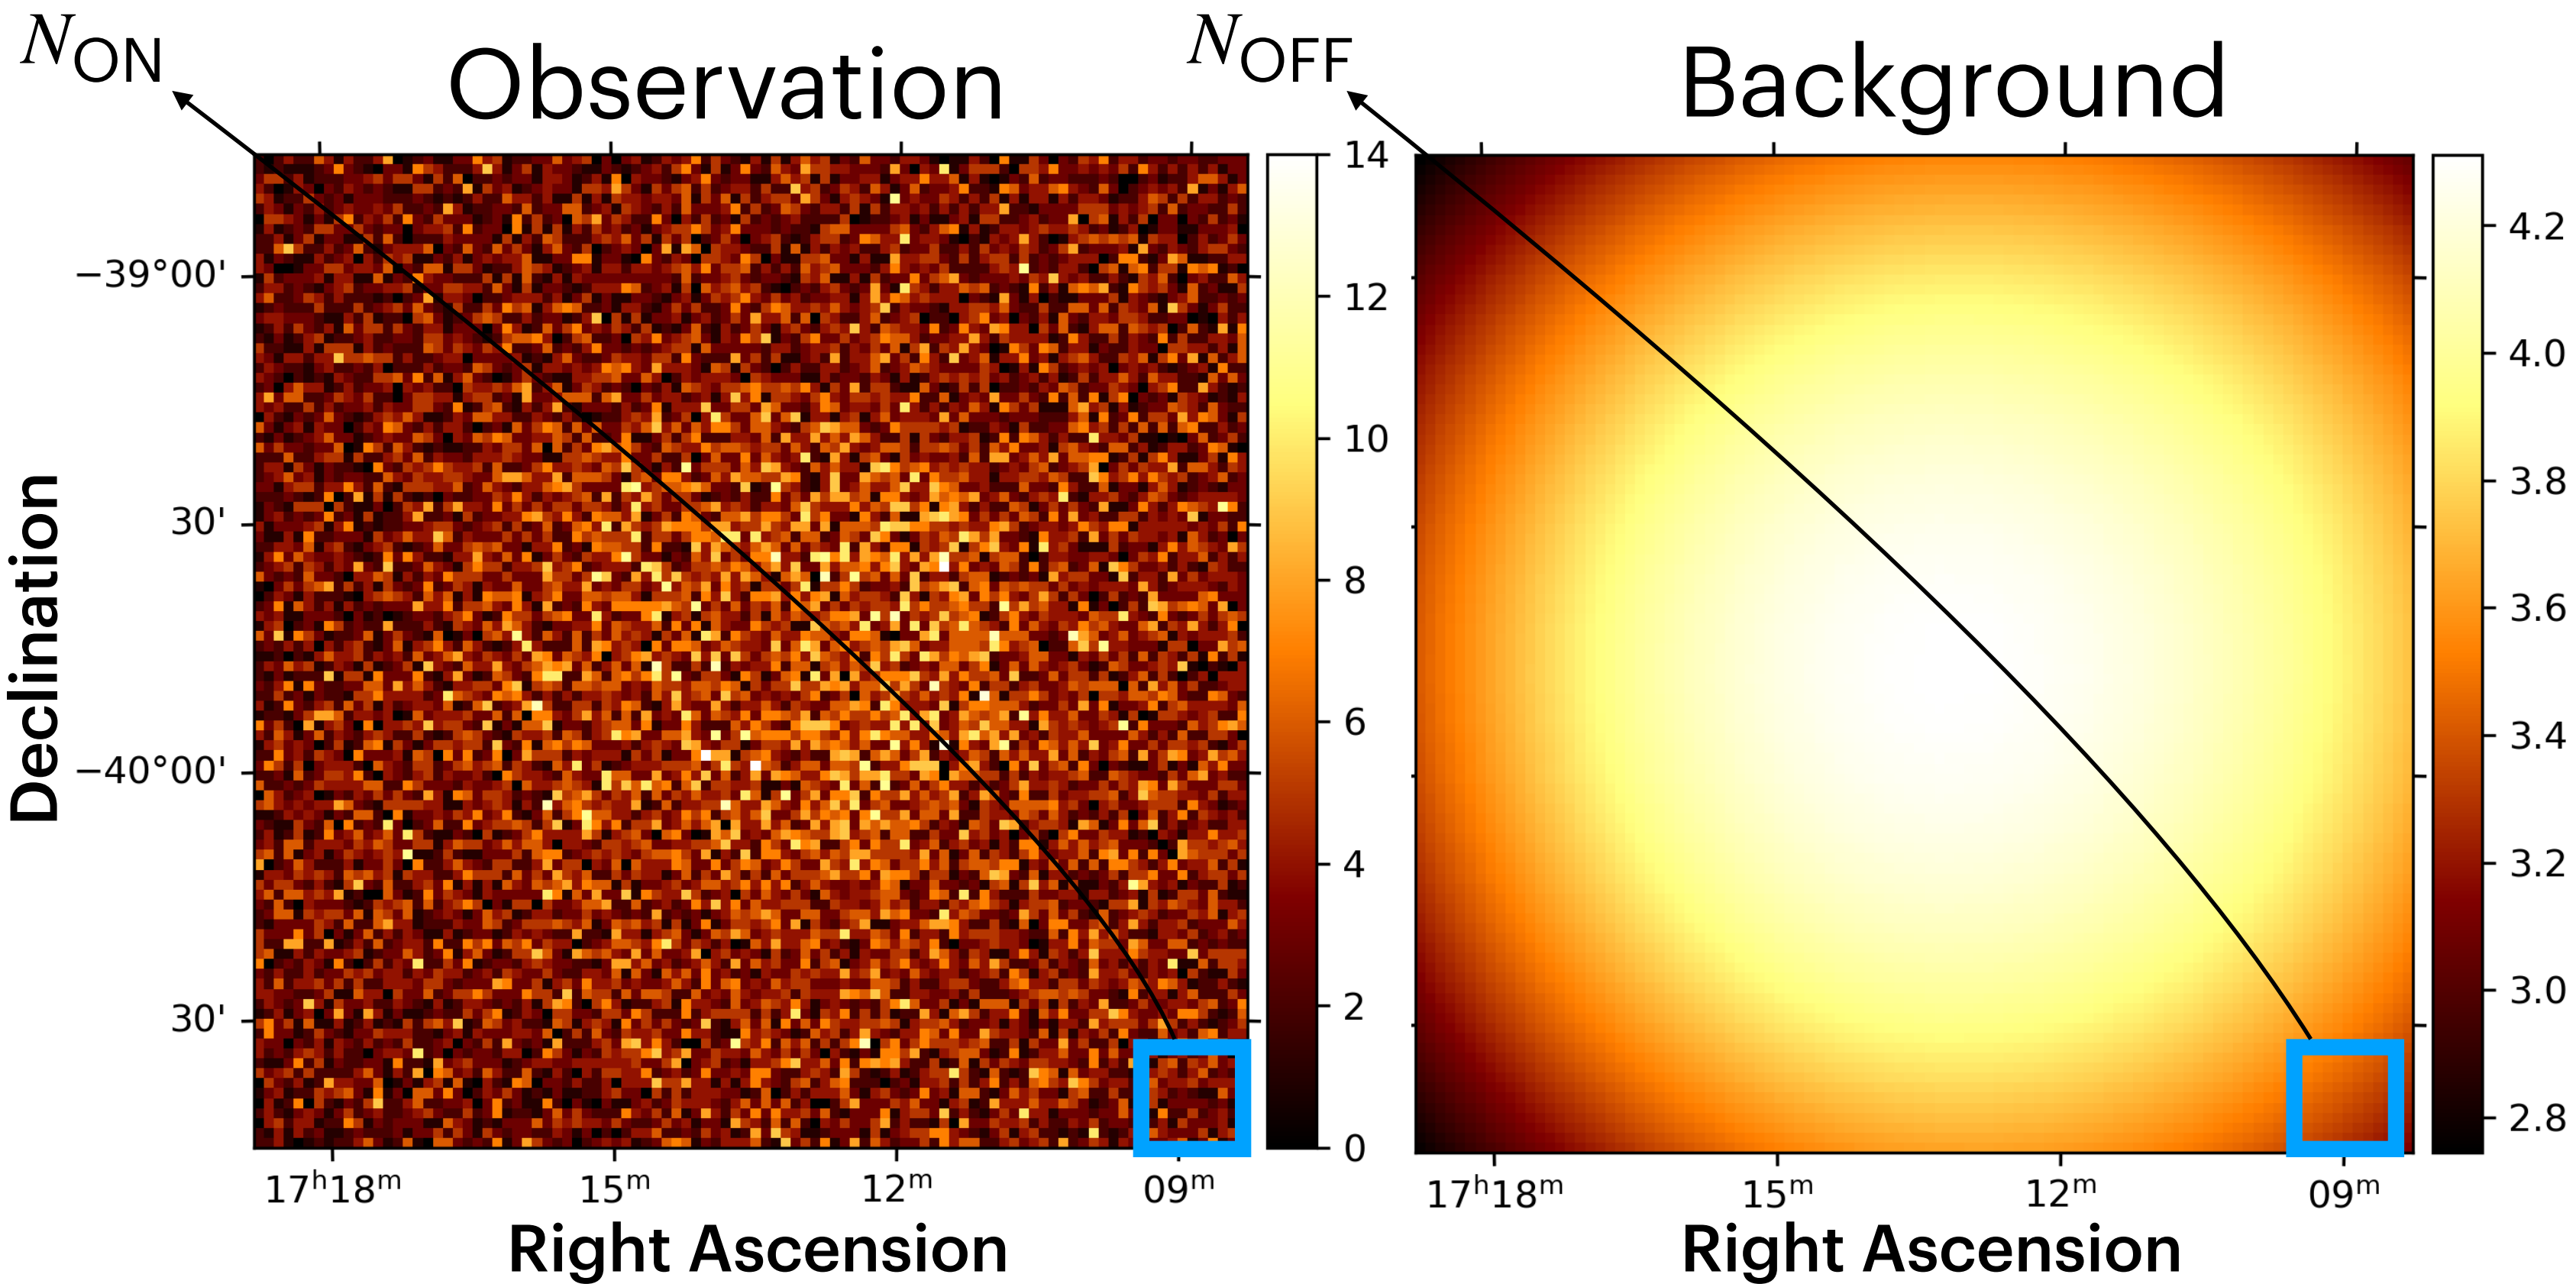 N_ON
Observation
N_OFF
Background
Declination
−39°00'
30'
−40°00'
30'
14
12
10
8
6
4
2
0
17ʰ18ᵐ
15ᵐ
12ᵐ
09ᵐ
Right Ascension
4.2
4.0
3.8
3.6
3.4
3.2
3.0
2.8
17ʰ18ᵐ
15ᵐ
12ᵐ
09ᵐ
Right Ascension